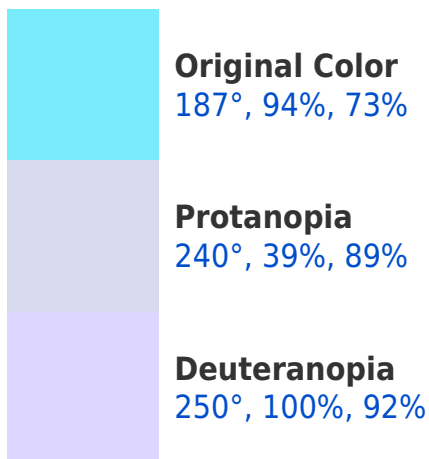 Original Color
187°, 94%, 73%
Protanopia
240°, 39%, 89%
Deuteranopia
250°, 100%, 92%